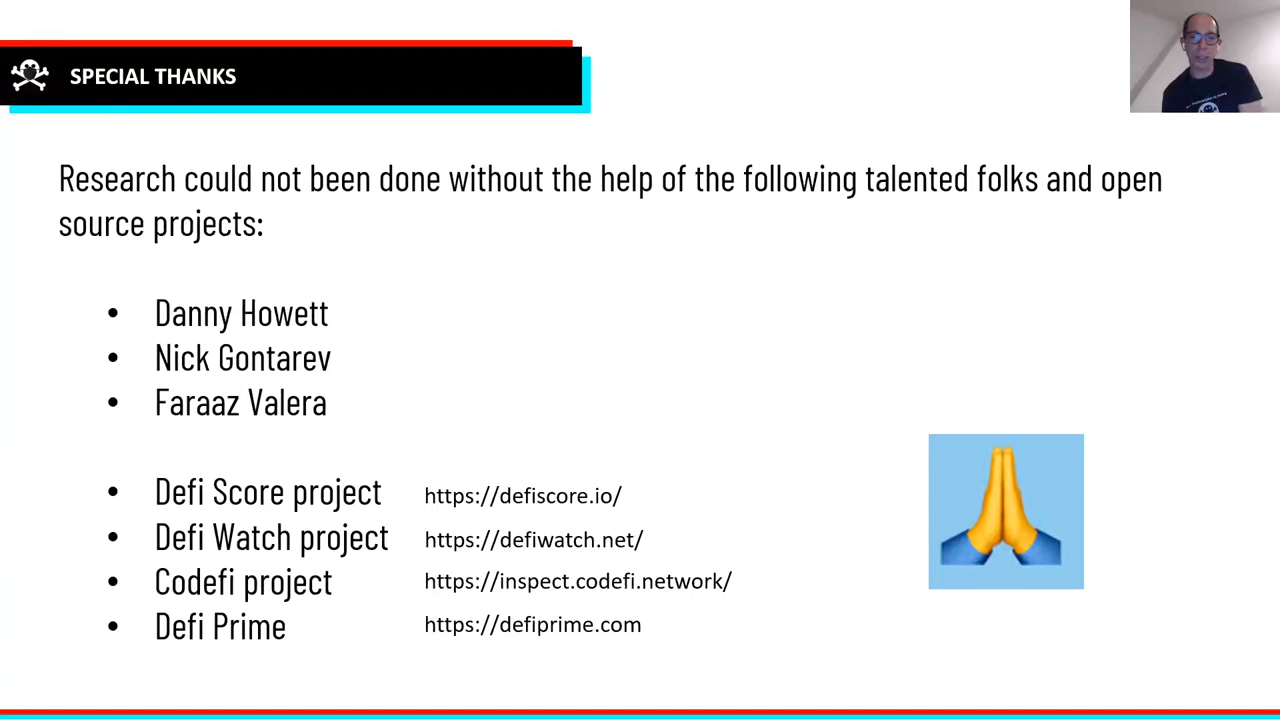 SPECIAL THANKS
Research could not been done without the help of the following talented folks and open
source projects:
• Danny Howett
• Nick Gontarev
• Faraaz Valera
• Defi Score project https://defiscore.io/
• Defi Watch project https://defiwatch.net/
• Codefi project https://inspect.codefi.network/
• Defi Prime https://defiprime.com